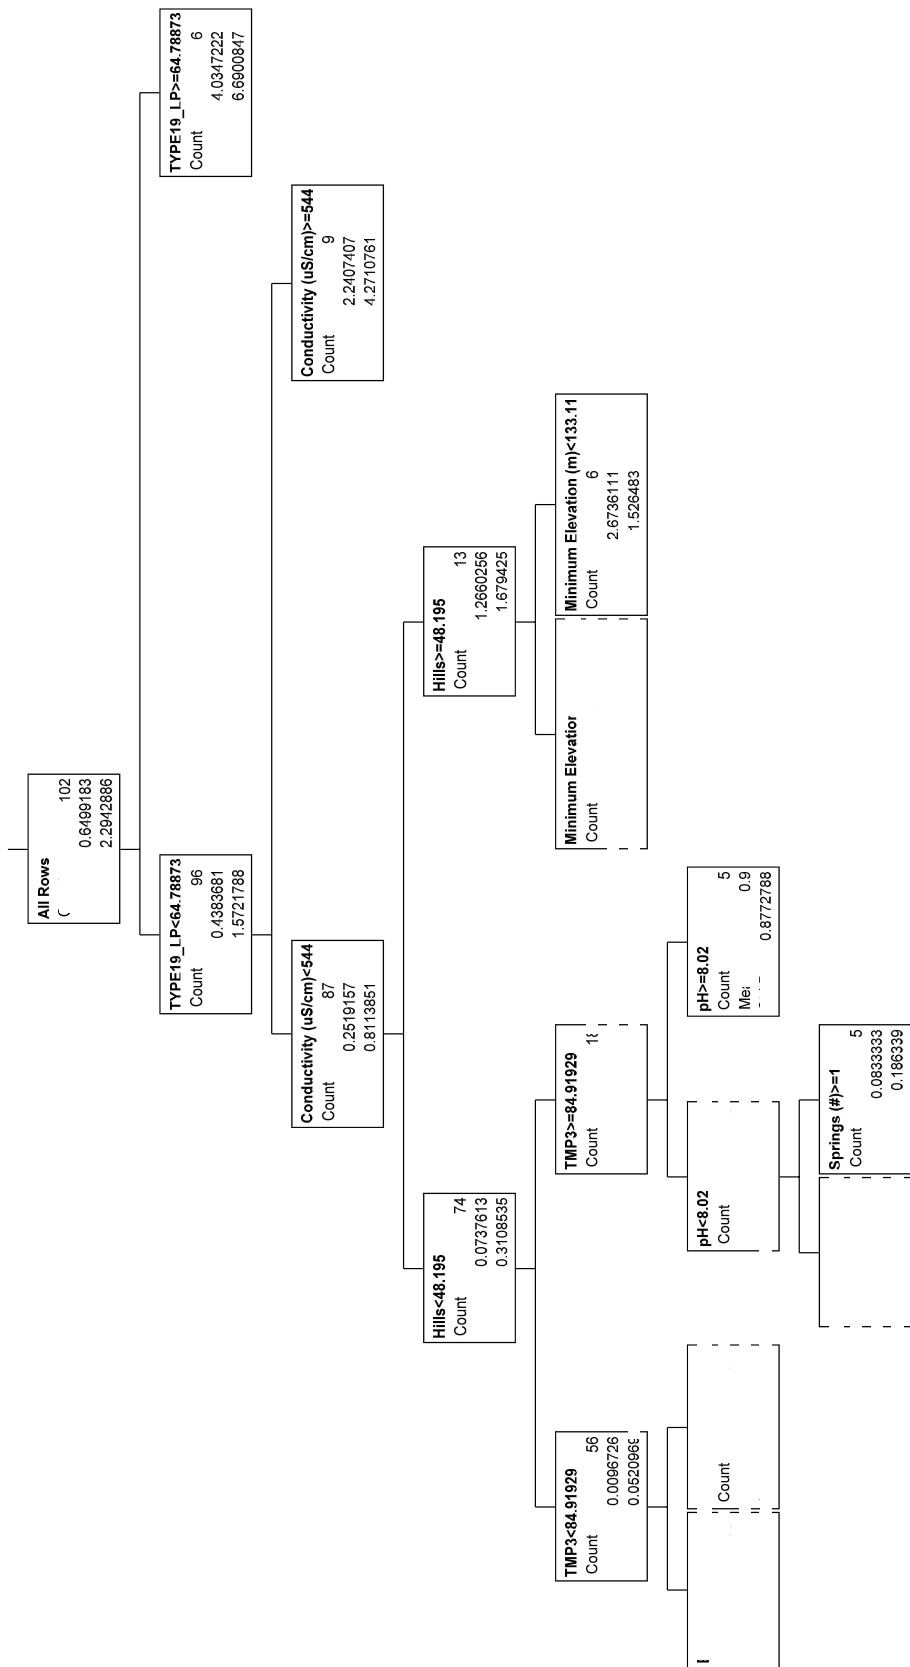 All Rows
102
0.6499183
2.2942886
TYPE19_LP<64.78873
Count 96
0.4383681
1.5721788
TYPE19_LP>=64.78873
Count 6
4.0347222
6.6900847
Conductivity (uS/cm)<544
Count 87
0.2519157
0.8113851
Conductivity (uS/cm)>=544
Count 9
2.2407407
4.2710761
Hills<48.195
Count 74
0.0737613
0.3108535
Hills>=48.195
Count 13
1.2660256
1.679425
TMP3<84.91929
Count 56
0.0096726
TMP3>=84.91929
Count
Minimum
Count
Minimum Elevation (m)<133.11
Count 6
2.6736111
1.526483
Count
pH<8.02
Count
pH>=8.02
Count 5
0.9
0.8772788
Springs (#)>=1
Count 5
0.0833333
0.186339